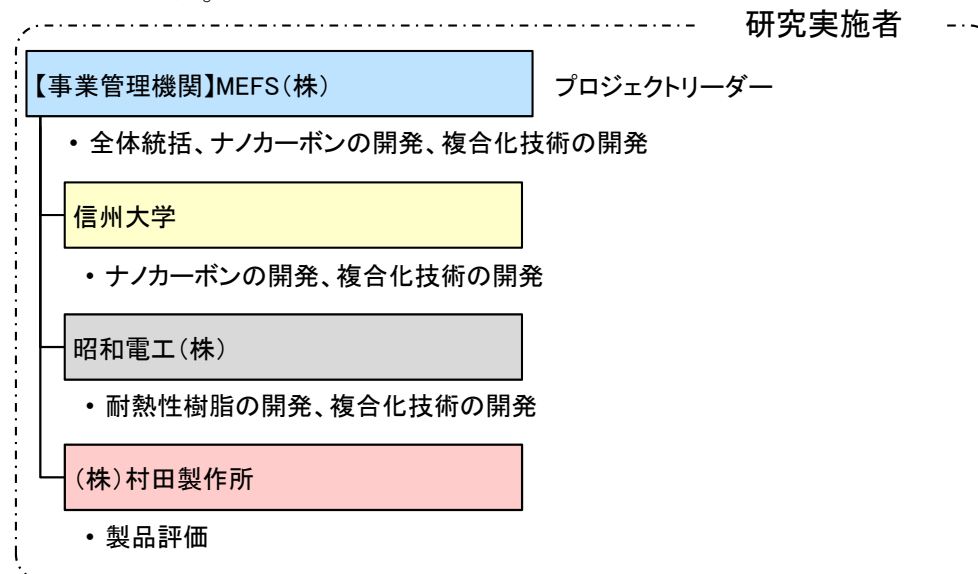 。
研究実施者
【事業管理機関】MEFS(株)
プロジェクトリーダー
• 全体統括、ナノカーボンの開発、複合化技術の開発
信州大学
• ナノカーボンの開発、複合化技術の開発
昭和電工(株)
• 耐熱性樹脂の開発、複合化技術の開発
(株)村田製作所
• 製品評価